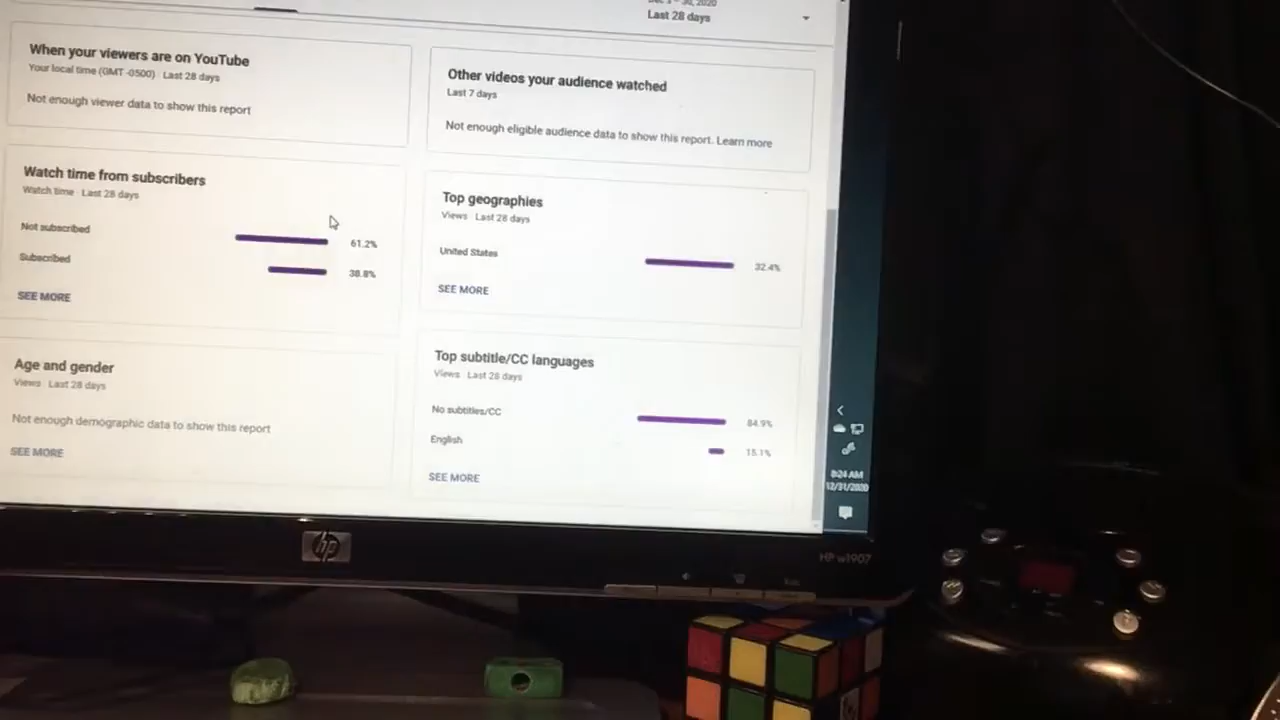 Last 28 days
When your viewers are on YouTube
Your local time (GMT -0500) · Last 28 days
Not enough viewer data to show this report
Other videos your audience watched
Last 7 days
Not enough eligible audience data to show this report. Learn more
Watch time from subscribers
Watch time · Last 28 days
Not subscribed 61.2%
Subscribed 38.8%
SEE MORE
Top geographies
Views · Last 28 days
United States 32.4%
SEE MORE
Age and gender
Views · Last 28 days
Not enough demographic data to show this report
SEE MORE
Top subtitle/CC languages
Views · Last 28 days
No subtitles/CC 84.9%
English 15.1%
SEE MORE
8:24 AM
12/31/2020
hp
HP w1907